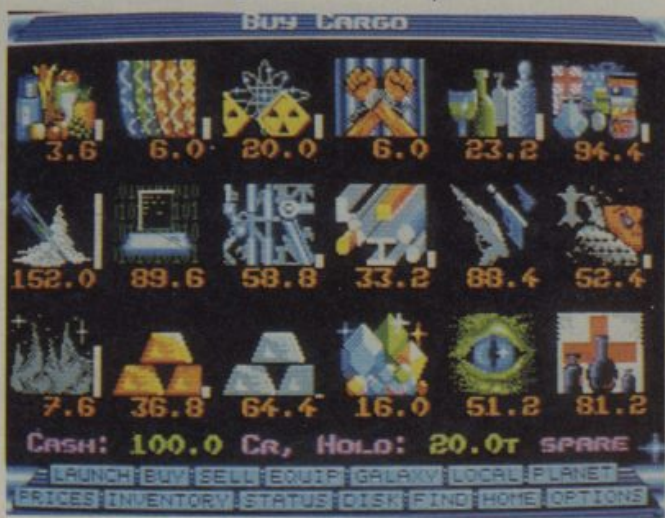 BUY CARGO
3.6 6.0 20.0 6.0 23.2 94.4
152.0 89.6 58.8 33.2 88.4 52.4
7.6 36.8 64.4 16.0 51.2 81.2
CASH: 100.0 CR, HOLD: 20.0T SPARE
LAUNCH BUY SELL EQUIP GALAXY LOCAL PLANET
PRICES INVENTORY STATUS DISK FIND HOME OPTIONS